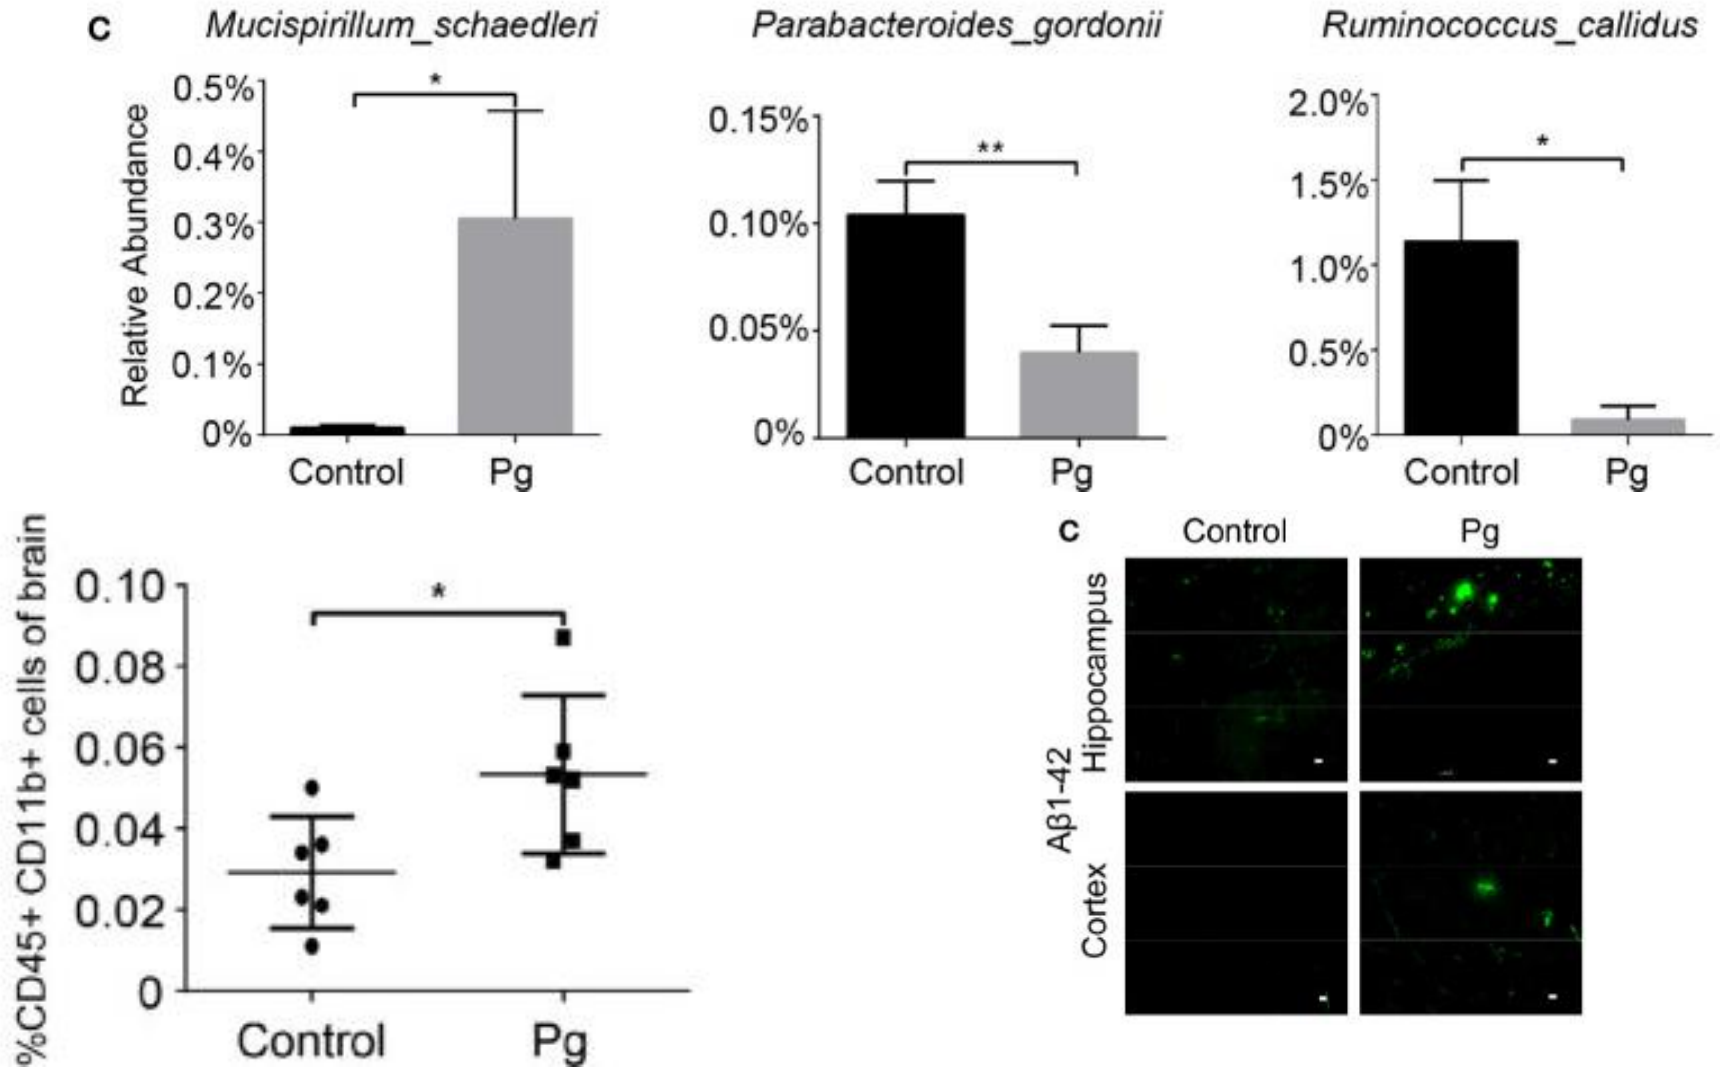 C
Mucispirillum_schaedleri
Parabacteroides_gordonii
Ruminococcus_callidus
Relative Abundance
0.5%
0.4%
0.3%
0.2%
0.1%
0%
*
Control
Pg
0.15%
0.10%
0.05%
0%
**
Control
Pg
2.0%
1.5%
1.0%
0.5%
0%
*
Control
Pg
%CD45+ CD11b+ cells of brain
0.10
0.08
0.06
0.04
0.02
0
*
Control
Pg
C
Control
Pg
Aβ1-42
Hippocampus
Cortex